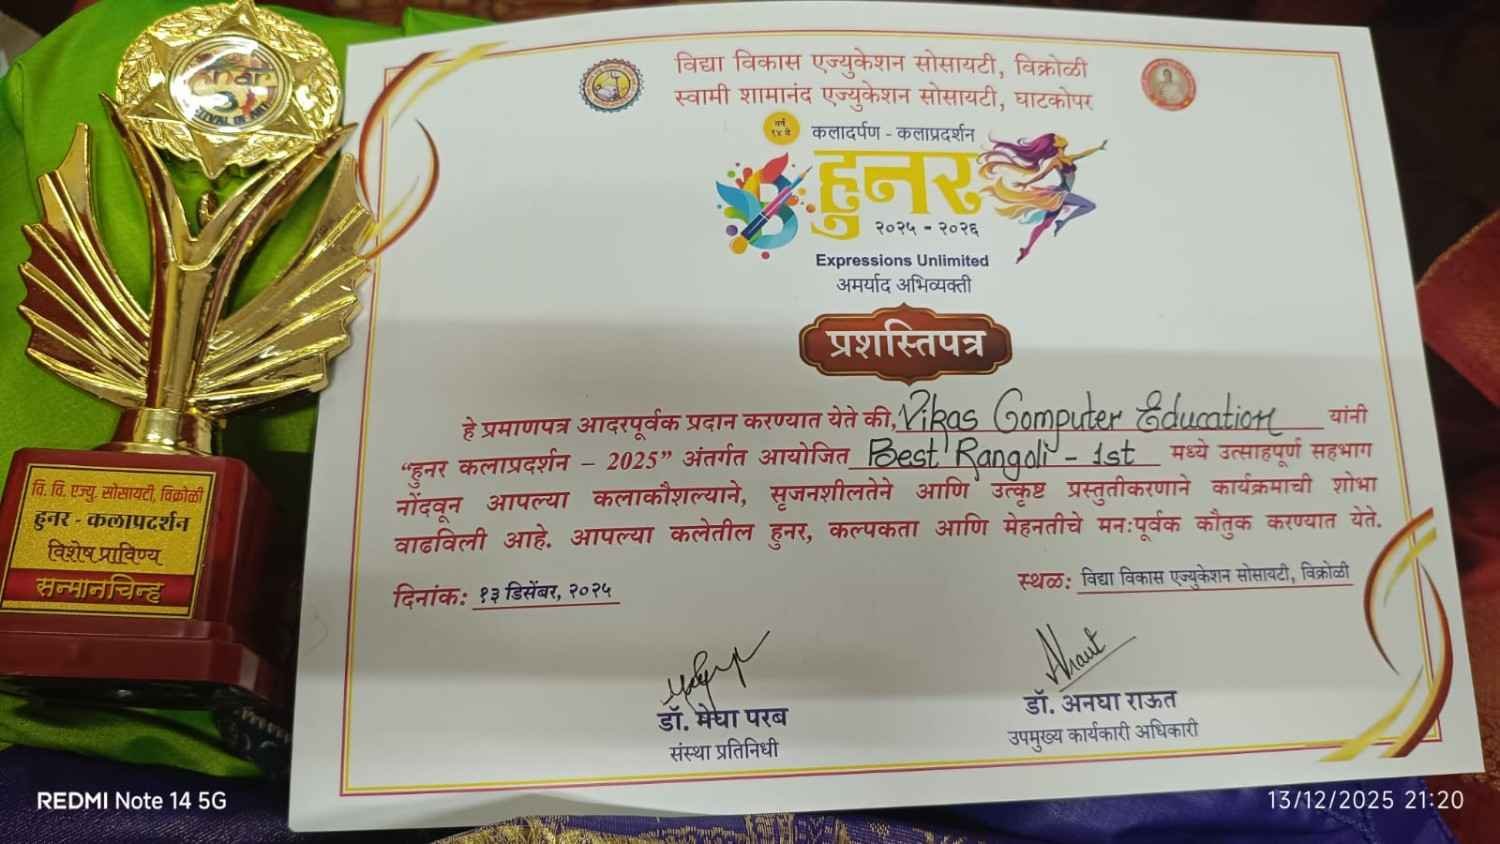 विद्या विकास एज्युकेशन सोसायटी, विक्रोळी
स्वामी शामानंद एज्युकेशन सोसायटी, घाटकोपर
वर्ष
१४ वे
कलादर्पण - कलाप्रदर्शन
हुनर
२०२५ - २०२६
Expressions Unlimited
अमर्याद अभिव्यक्ती
प्रशस्तिपत्र
हे प्रमाणपत्र आदरपूर्वक प्रदान करण्यात येते की, Vikas Computer Education यांनी
“हुनर कलाप्रदर्शन – 2025” अंतर्गत आयोजित Best Rangoli - 1st मध्ये उत्साहपूर्ण सहभाग
नोंदवून आपल्या कलाकौशल्याने, सृजनशीलतेने आणि उत्कृष्ट प्रस्तुतीकरणाने कार्यक्रमाची शोभा
वाढविली आहे. आपल्या कलेतील हुनर, कल्पकता आणि मेहनतीचे मनःपूर्वक कौतुक करण्यात येते.
दिनांक: १३ डिसेंबर, २०२५
स्थळ: विद्या विकास एज्युकेशन सोसायटी, विक्रोळी
डॉ. मेघा परब
संस्था प्रतिनिधी
डॉ. अनघा राऊत
उपमुख्य कार्यकारी अधिकारी
वि. वि. एज्यु. सोसायटी, विक्रोळी
हुनर - कलाप्रदर्शन
विशेष प्राविण्य
सन्मानचिन्ह
REDMI Note 14 5G
13/12/2025 21:20